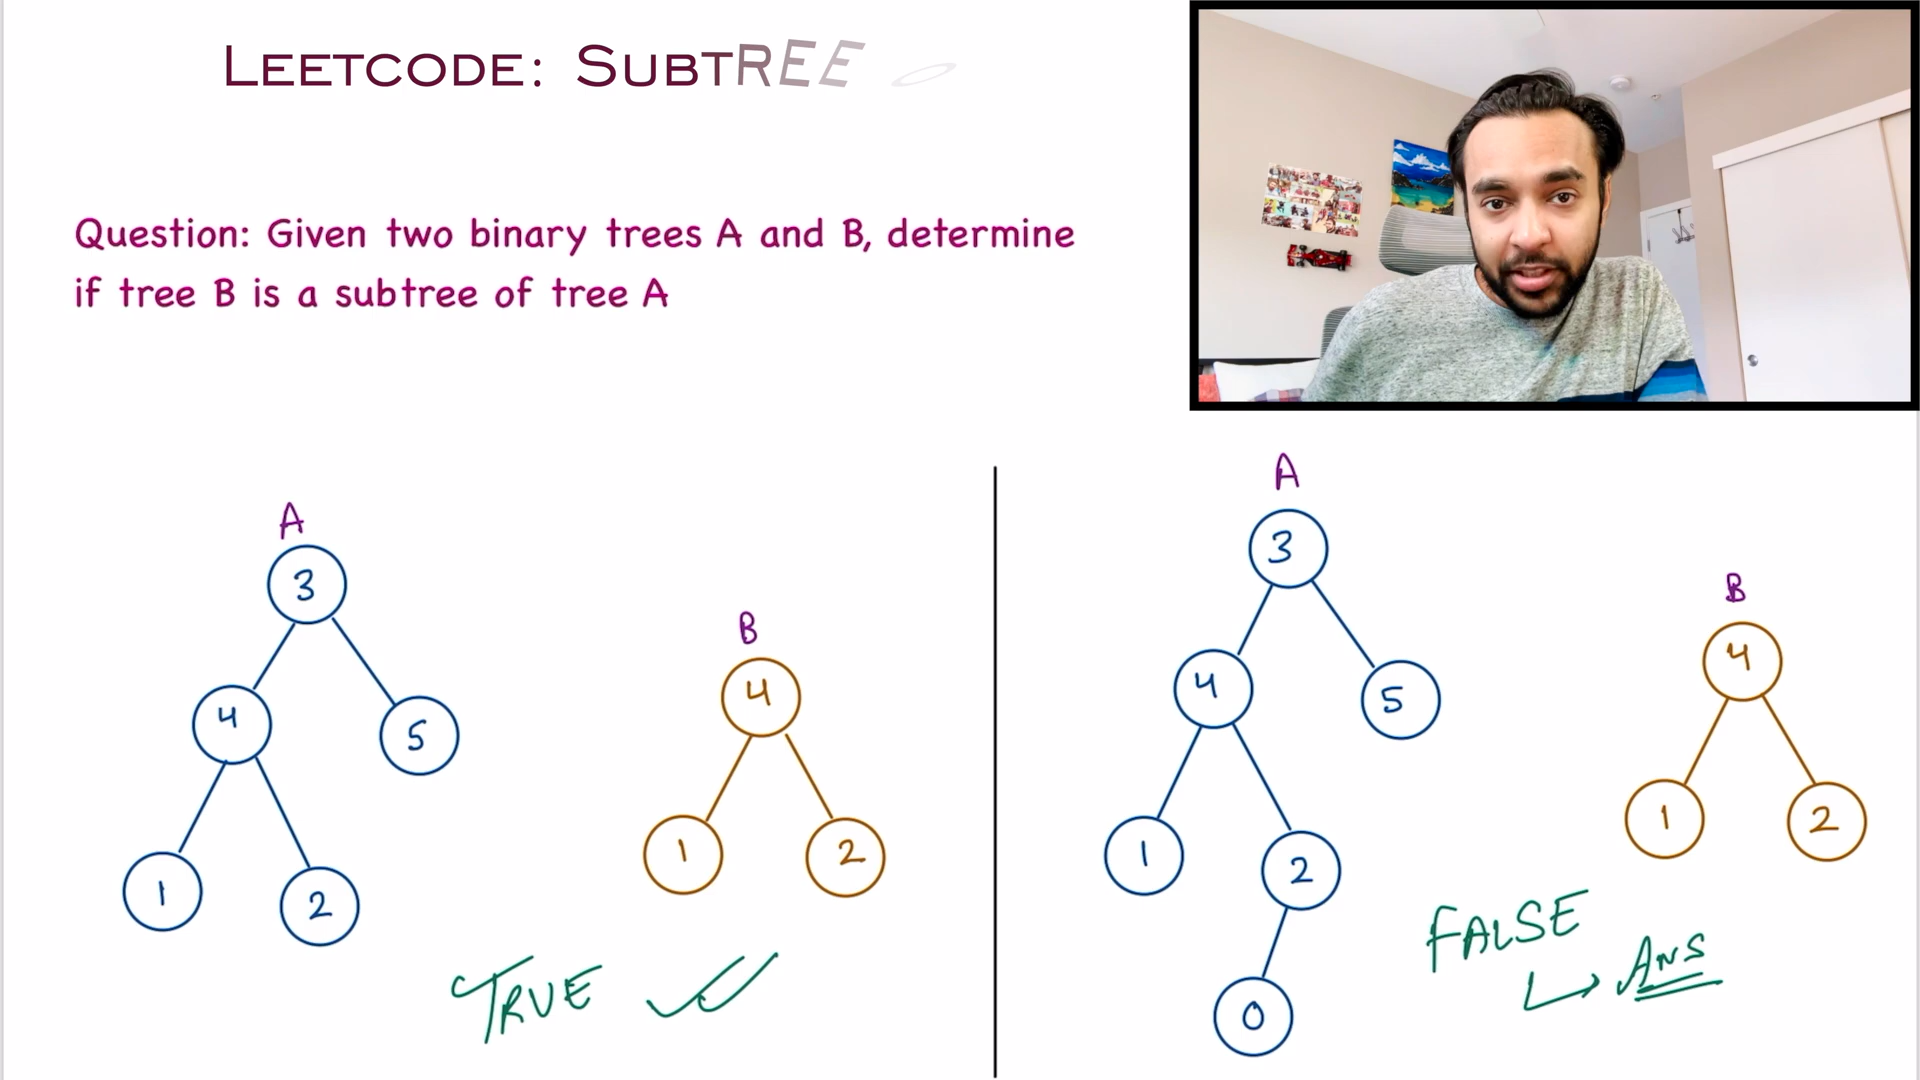 LEETCODE: SUBTREE
Question: Given two binary trees A and B, determine
if tree B is a subtree of tree A
A
3
4
5
1
2
B
4
1
2
TRUE
A
3
4
5
1
2
0
B
4
1
2
FALSE
Ans